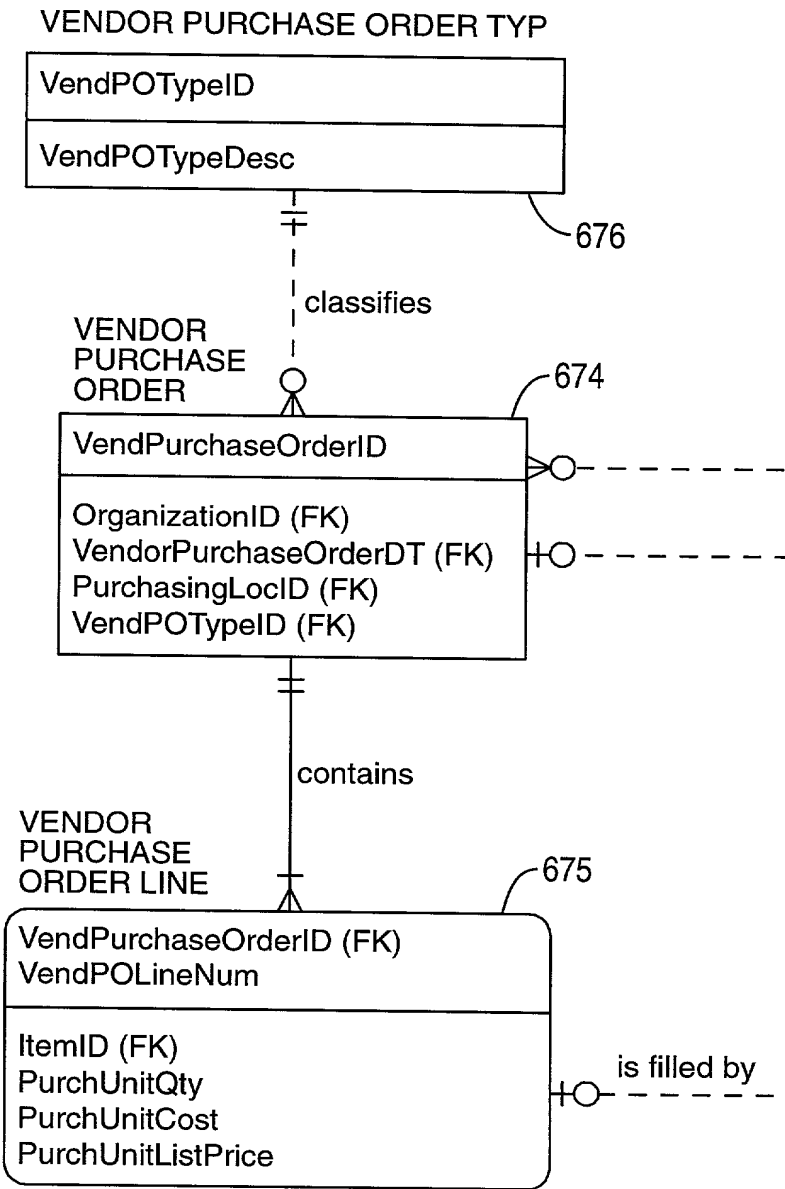 VENDOR PURCHASE ORDER TYP
VendPOTypeID
VendPOTypeDesc
676
classifies
VENDOR
PURCHASE
ORDER
674
VendPurchaseOrderID
OrganizationID (FK)
VendorPurchaseOrderDT (FK)
PurchasingLocID (FK)
VendPOTypeID (FK)
contains
VENDOR
PURCHASE
ORDER LINE
675
VendPurchaseOrderID (FK)
VendPOLineNum
ItemID (FK)
PurchUnitQty
PurchUnitCost
PurchUnitListPrice
is filled by